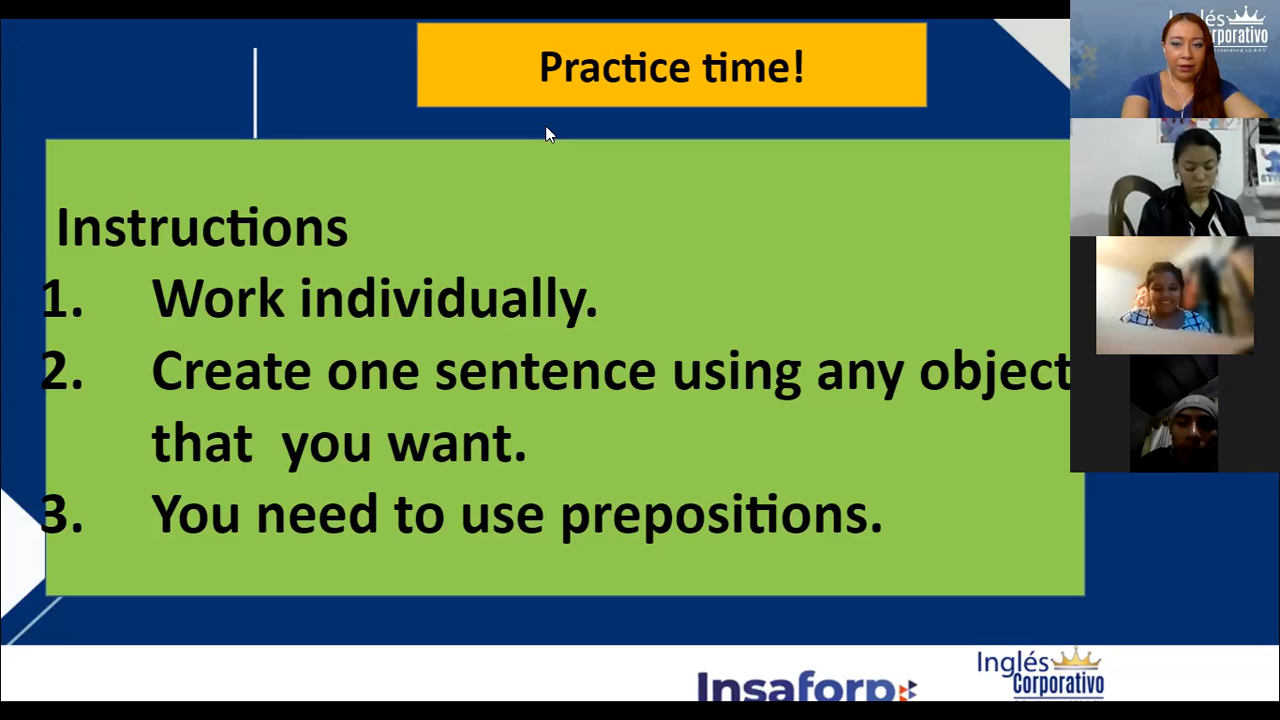 Practice time!
Instructions
1. Work individually.
2. Create one sentence using any object
that you want.
3. You need to use prepositions.
Insaforp
Inglés
Corporativo
Inglés
Corporativo